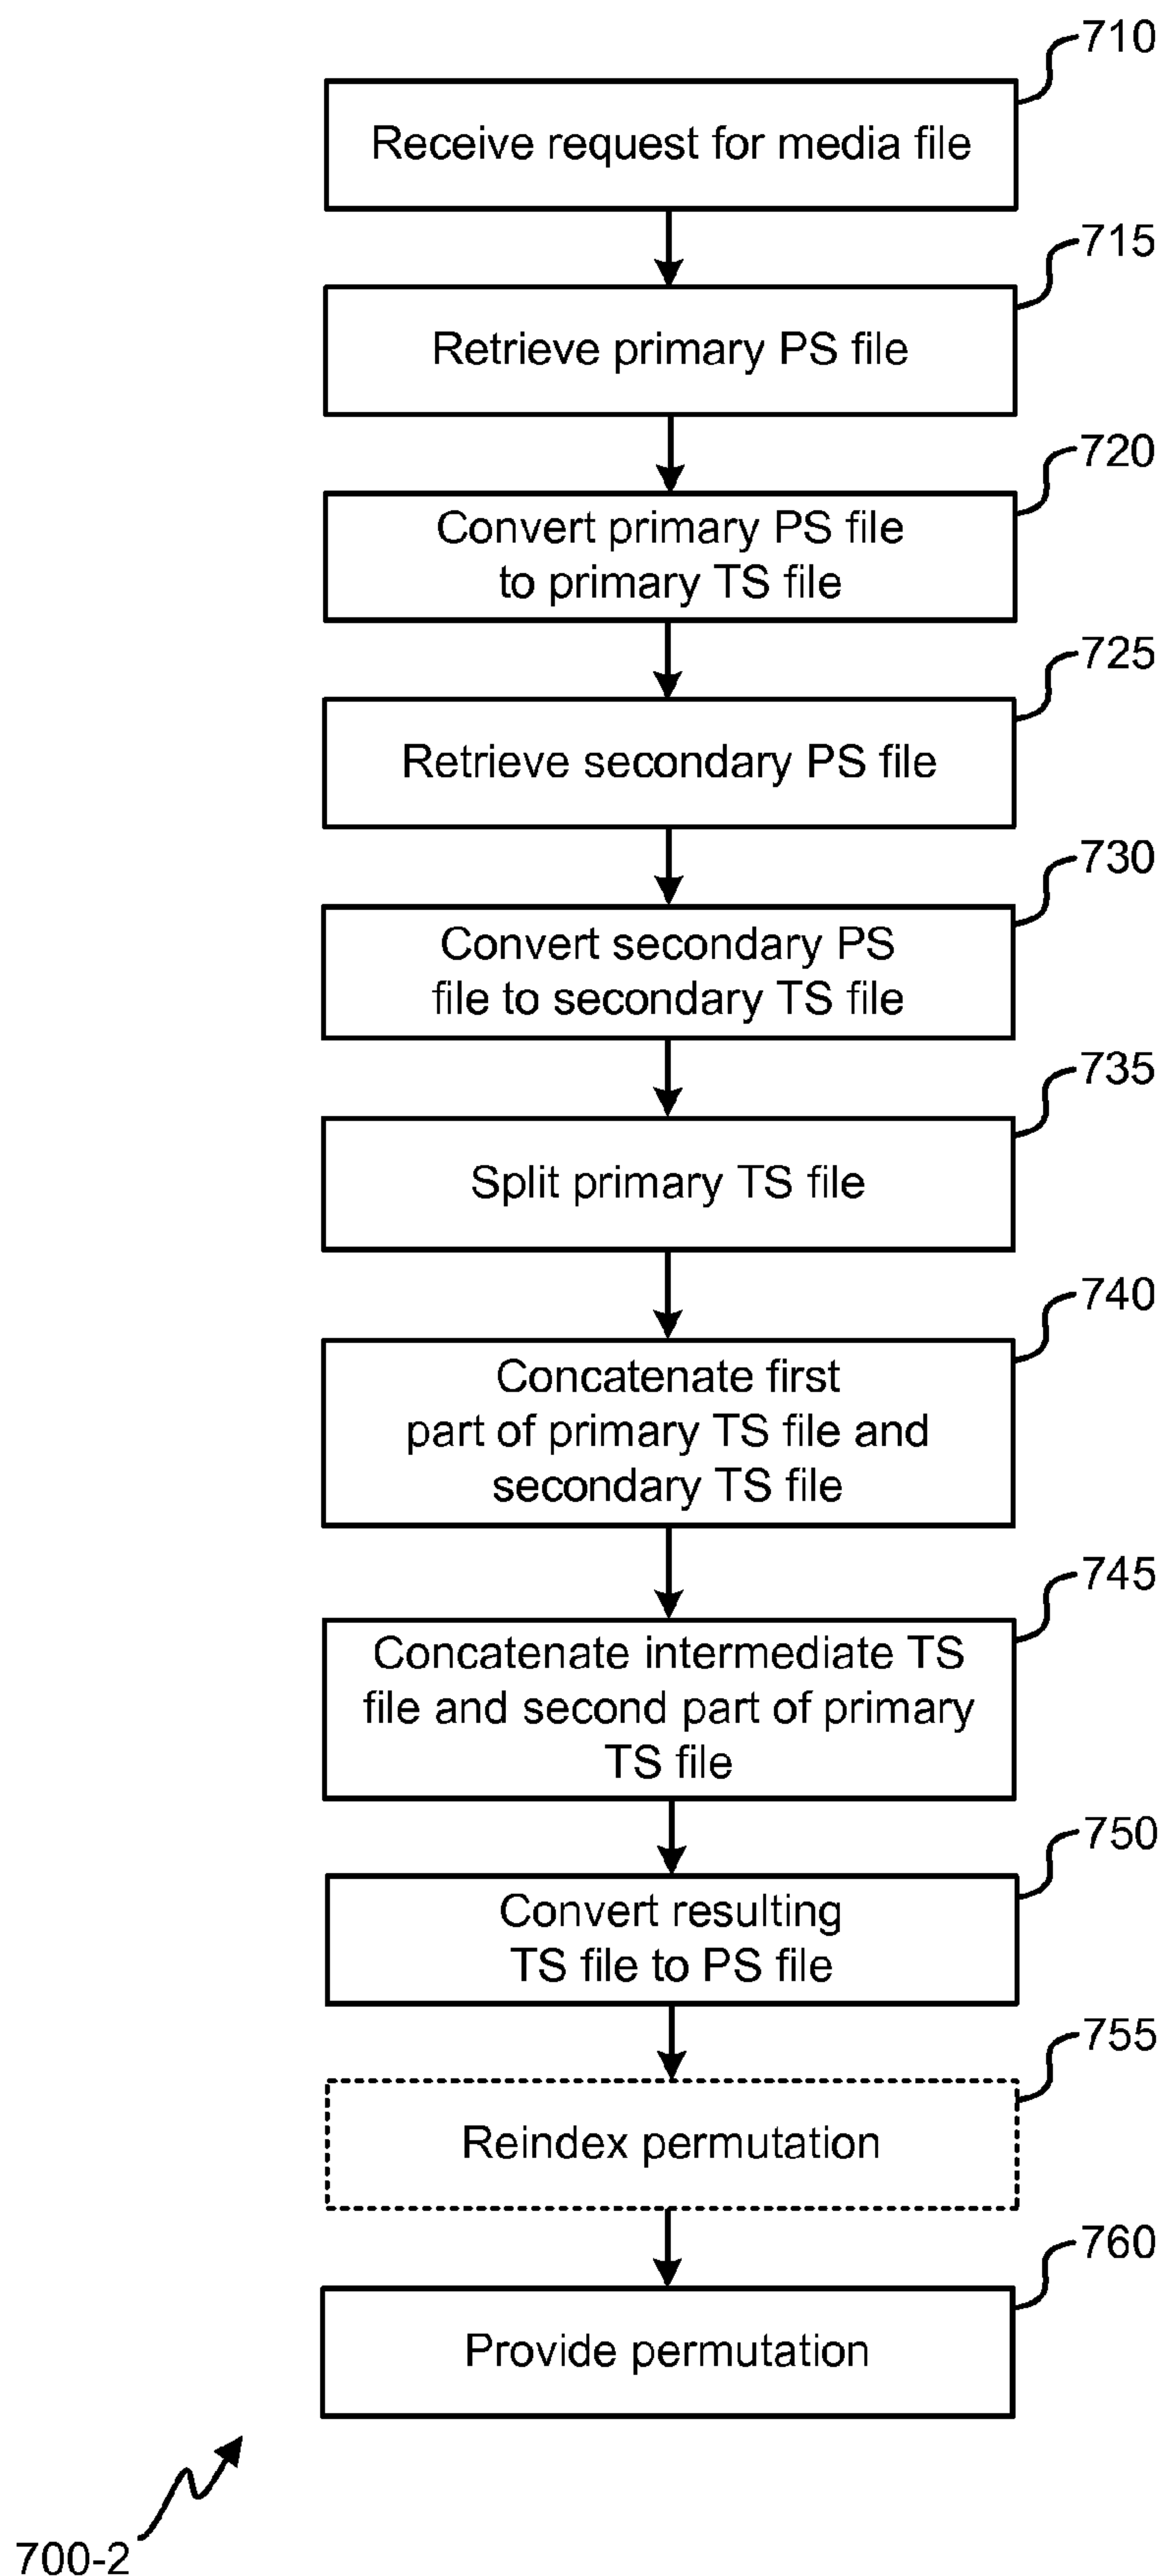 710
Receive request for media file
715
Retrieve primary PS file
720
Convert primary PS file
to primary TS file
725
Retrieve secondary PS file
730
Convert secondary PS
file to secondary TS file
735
Split primary TS file
740
Concatenate first
part of primary TS file and
secondary TS file
745
Concatenate intermediate TS
file and second part of primary
TS file
750
Convert resulting
TS file to PS file
755
Reindex permutation
760
Provide permutation
700-2